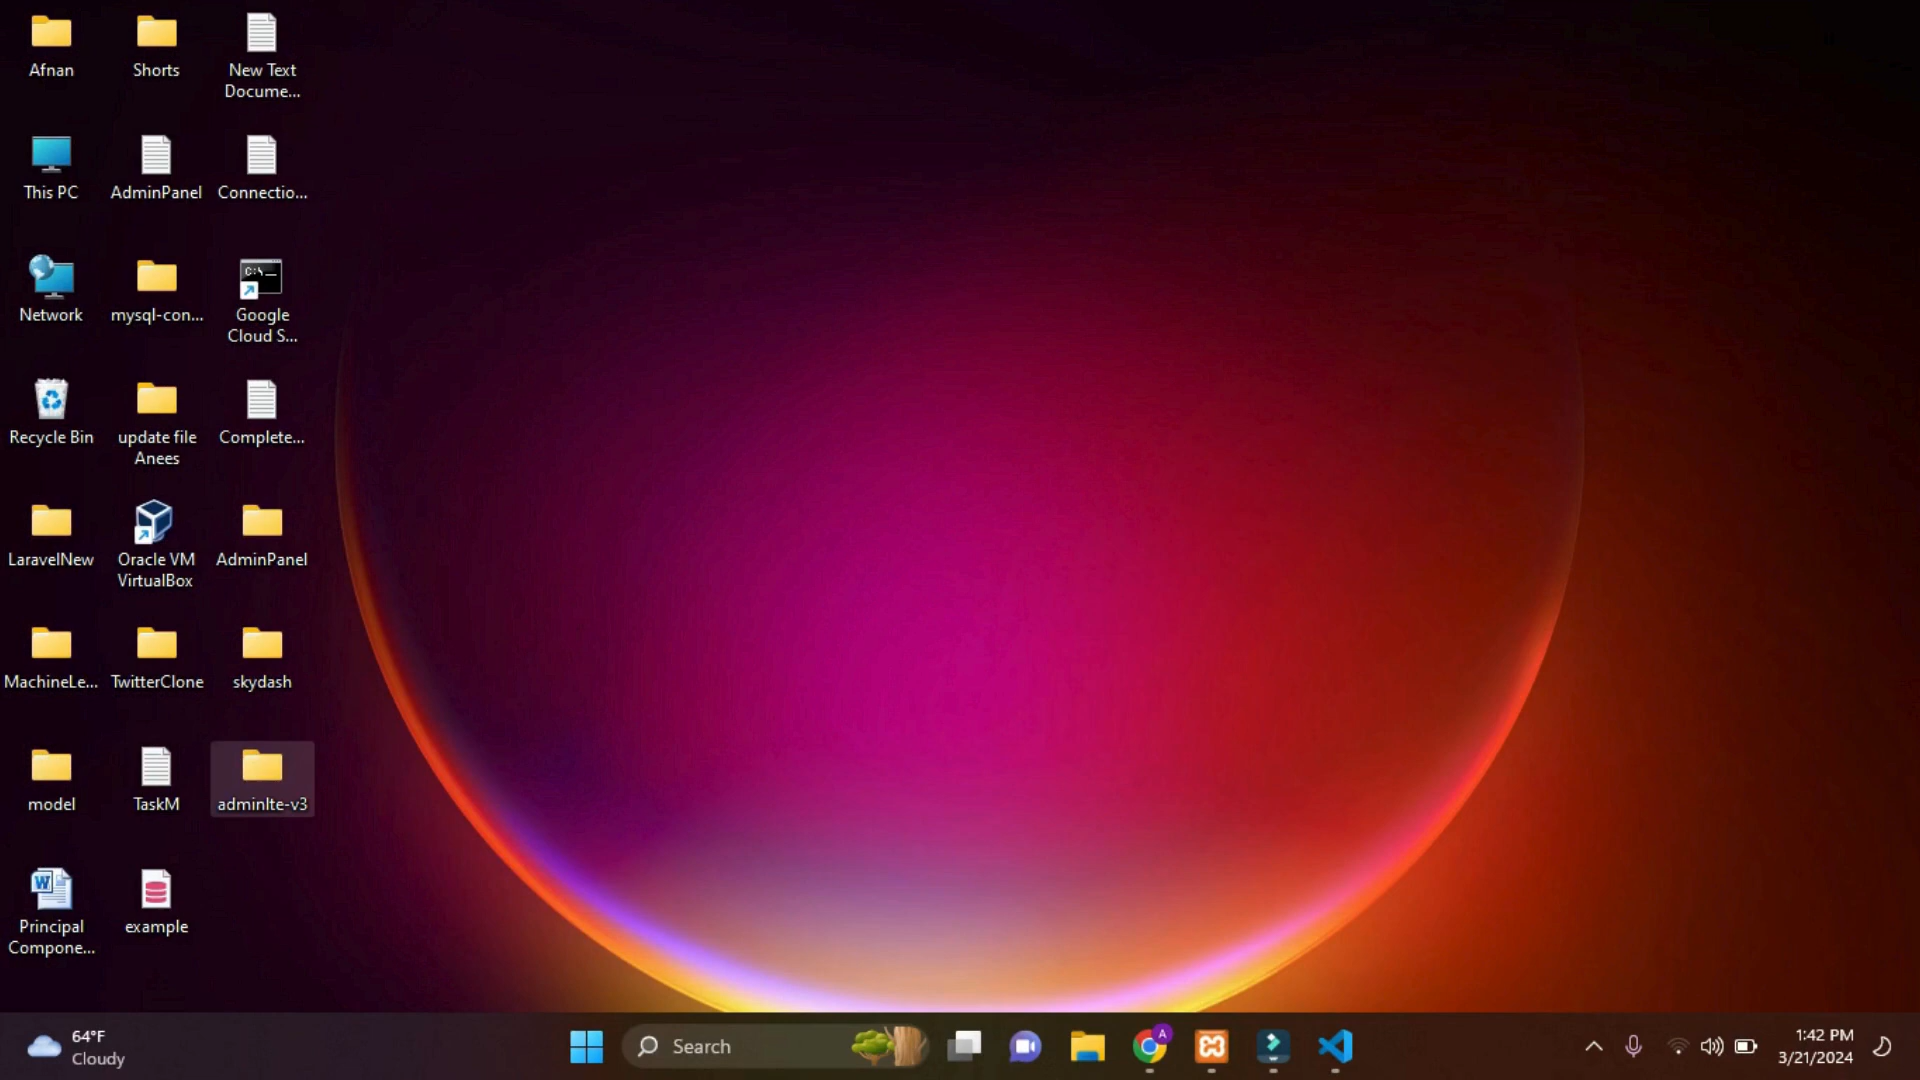 Afnan
Shorts
New Text
Docume...
This PC
AdminPanel
Connectio...
C:\_
Network
mysql-con...
Google
Cloud S...
Recycle Bin
update file
Anees
Complete...
LaravelNew
Oracle VM
VirtualBox
AdminPanel
MachineLe...
TwitterClone
skydash
model
TaskM
adminlte-v3
W
Principal
Compone...
example
64°F
Cloudy
Search
A
1:42 PM
3/21/2024